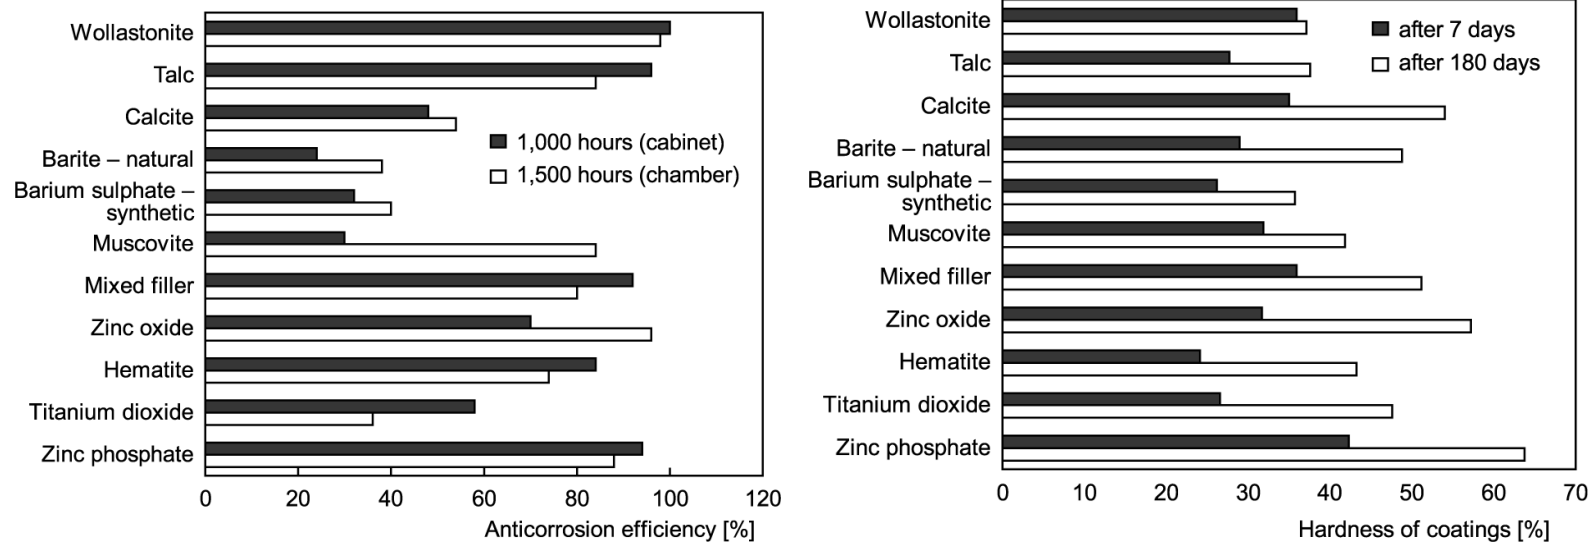 Wollastonite
Talc
Calcite
Barite – natural
Barium sulphate –
synthetic
Muscovite
Mixed filler
Zinc oxide
Hematite
Titanium dioxide
Zinc phosphate
1,000 hours (cabinet)
1,500 hours (chamber)
0 20 40 60 80 100 120
Anticorrosion efficiency [%]
Wollastonite
Talc
Calcite
Barite – natural
Barium sulphate –
synthetic
Muscovite
Mixed filler
Zinc oxide
Hematite
Titanium dioxide
Zinc phosphate
after 7 days
after 180 days
0 10 20 30 40 50 60 70
Hardness of coatings [%]